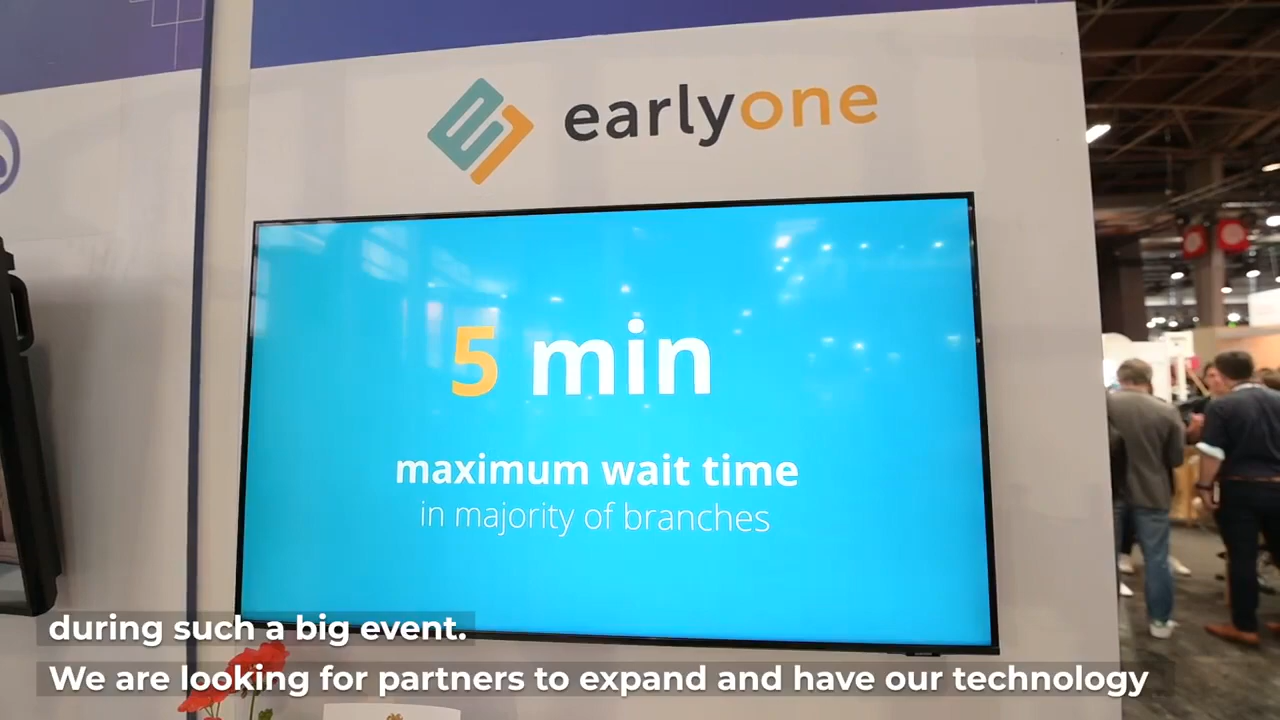 earlyone
5 min
maximum wait time
in majority of branches
during such a big event.
We are looking for partners to expand and have our technology